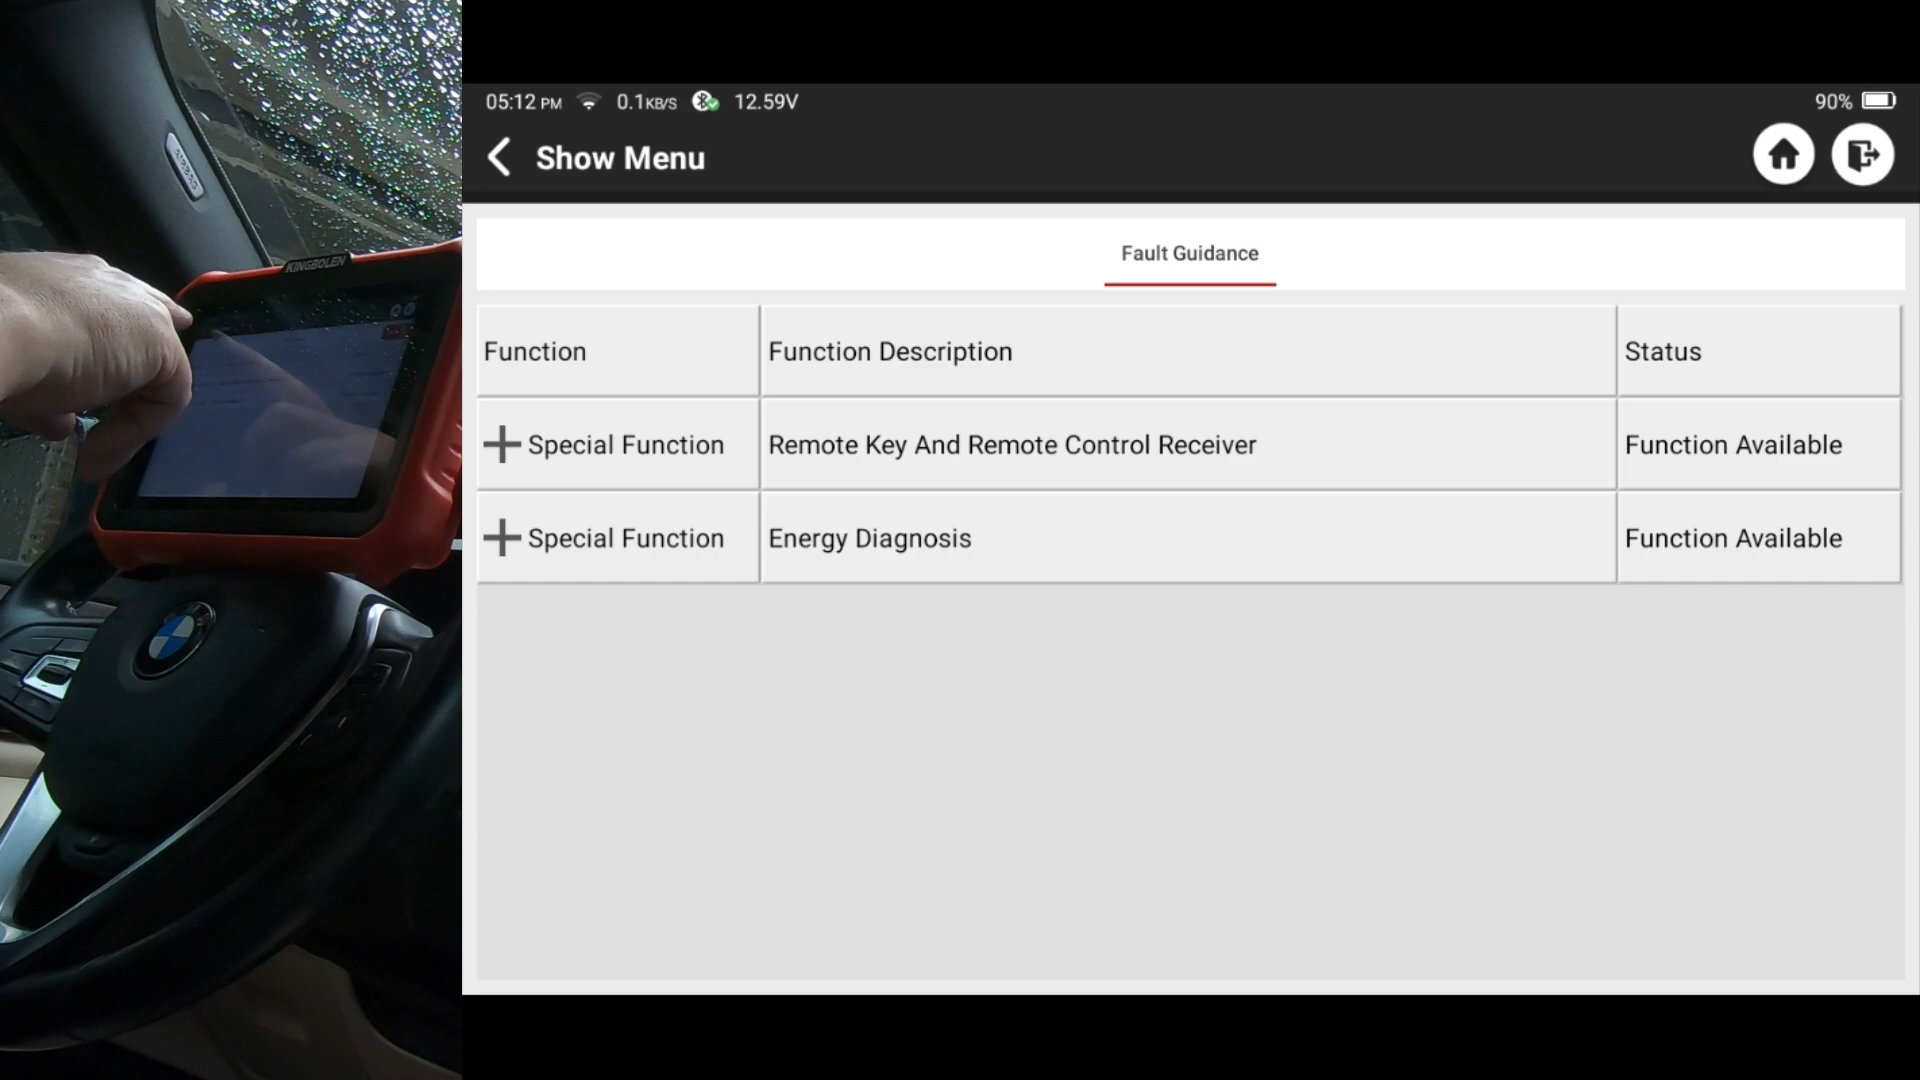 AIRBAG
KINGBOLEN
05:12 PM 0.1KB/S 12.59V 90%
Show Menu
Fault Guidance
Function Function Description Status
Special Function Remote Key And Remote Control Receiver Function Available
Special Function Energy Diagnosis Function Available